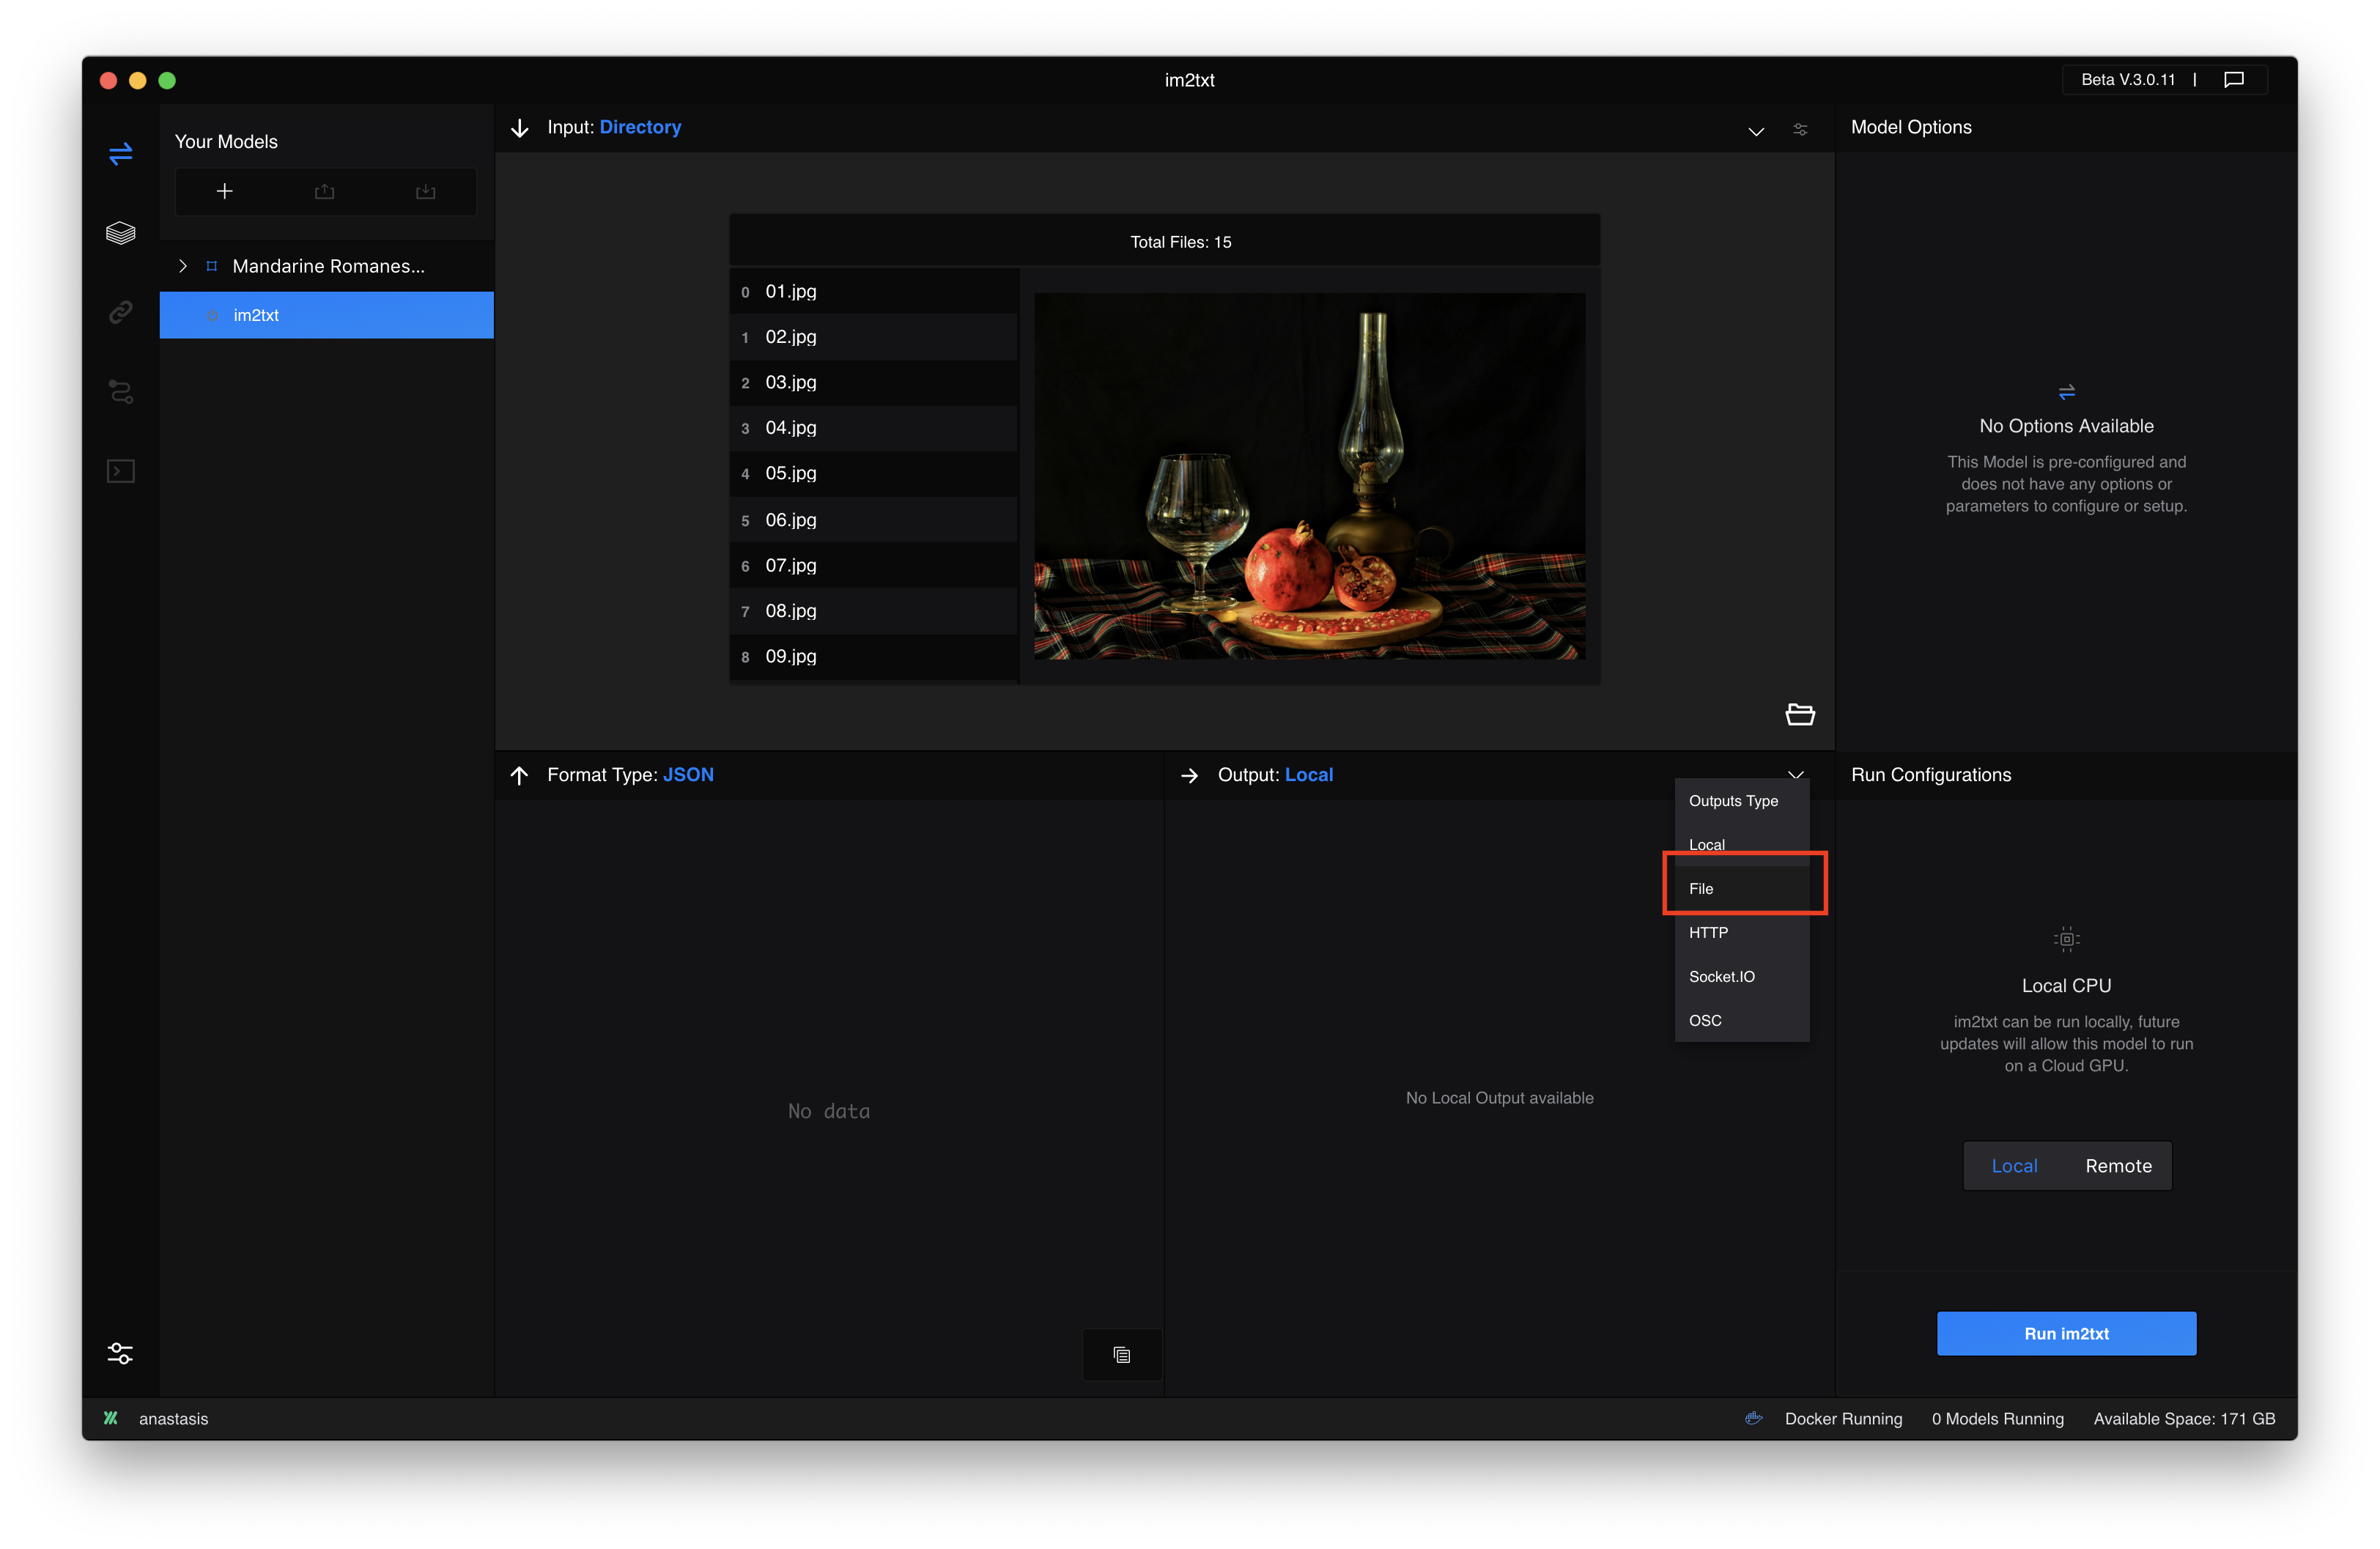 im2txt
Beta V.3.0.11 |
Your Models
Mandarine Romanes...
im2txt
Input: Directory
Total Files: 15
0 01.jpg
1 02.jpg
2 03.jpg
3 04.jpg
4 05.jpg
5 06.jpg
6 07.jpg
7 08.jpg
8 09.jpg
Model Options
No Options Available
This Model is pre-configured and
does not have any options or
parameters to configure or setup.
Format Type: JSON
No data
Output: Local
Outputs Type
Local
File
HTTP
Socket.IO
OSC
No Local Output available
Run Configurations
Local CPU
im2txt can be run locally, future
updates will allow this model to run
on a Cloud GPU.
Local Remote
Run im2txt
anastasis
Docker Running
0 Models Running
Available Space: 171 GB